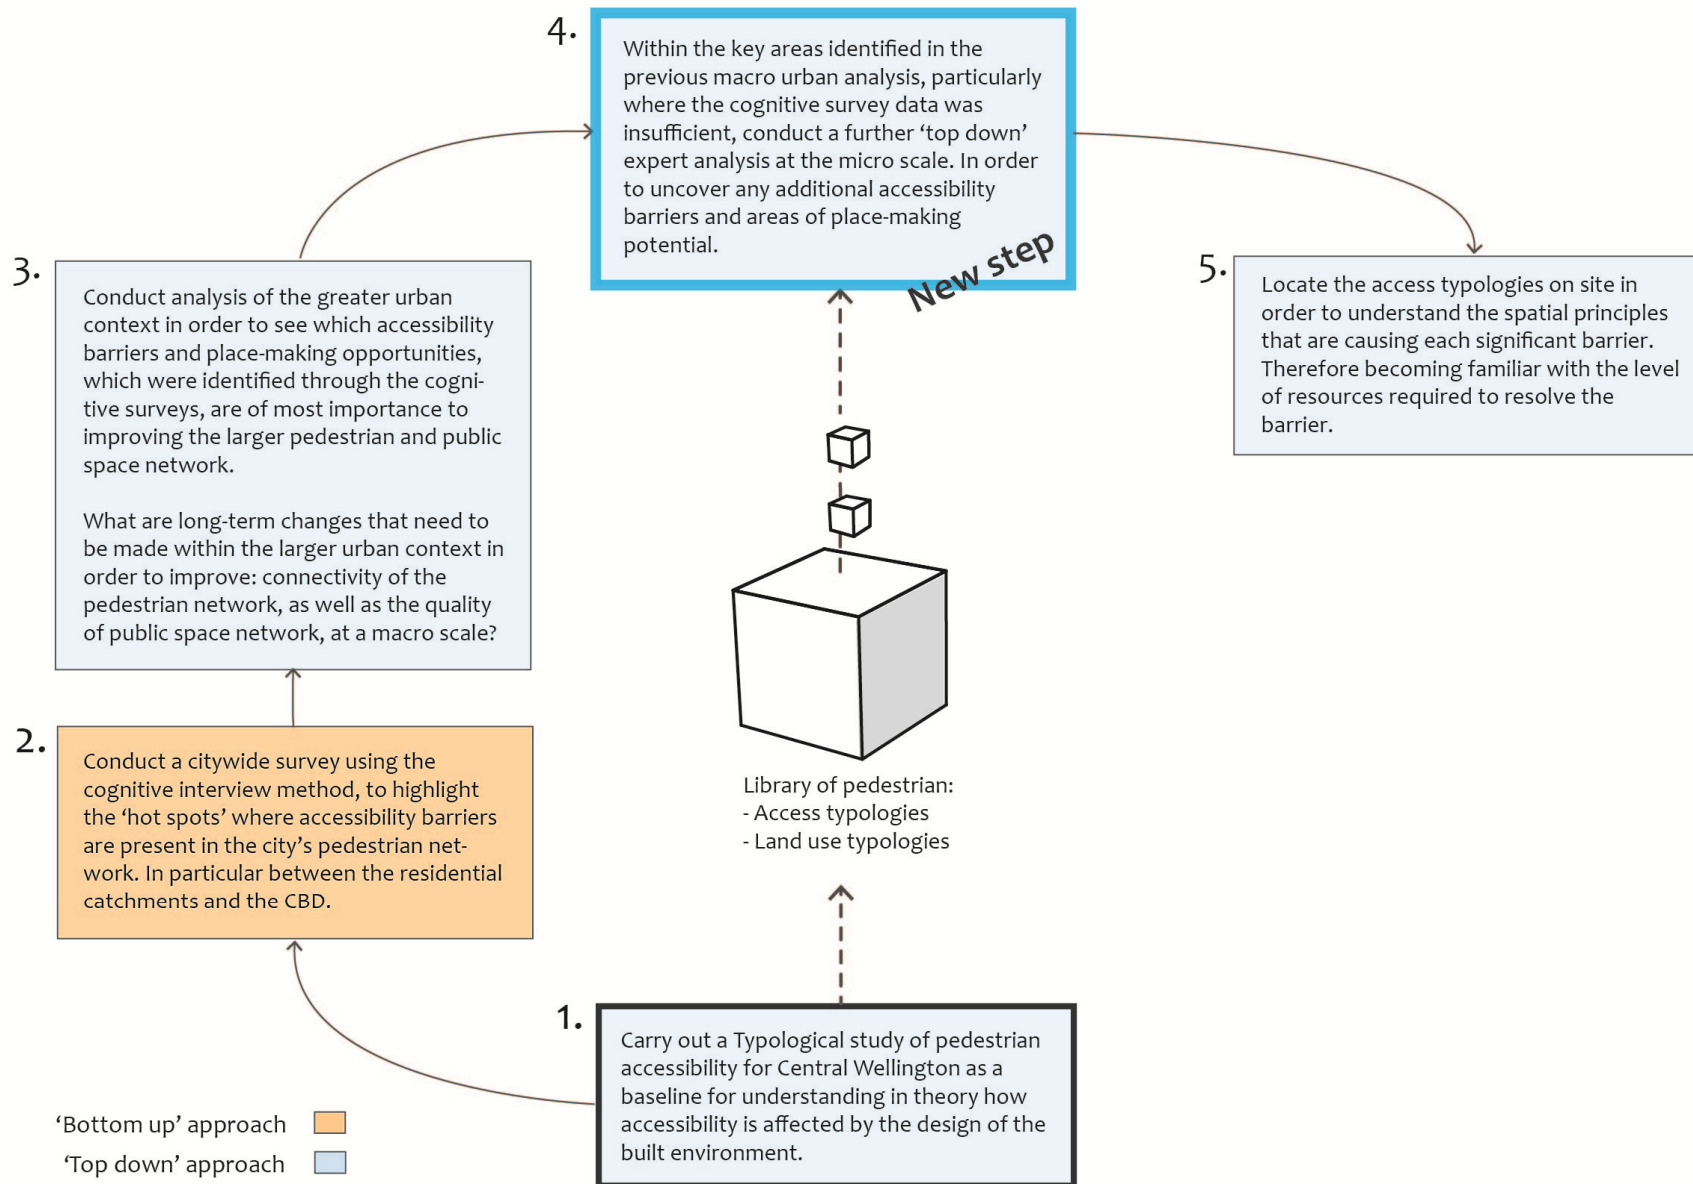 4.
Within the key areas identified in the
previous macro urban analysis, particularly
where the cognitive survey data was
insufficient, conduct a further ‘top down’
expert analysis at the micro scale. In order
to uncover any additional accessibility
barriers and areas of place-making
potential.
New step
3.
Conduct analysis of the greater urban
context in order to see which accessibility
barriers and place-making opportunities,
which were identified through the cogni-
tive surveys, are of most importance to
improving the larger pedestrian and public
space network.
What are long-term changes that need to
be made within the larger urban context in
order to improve: connectivity of the
pedestrian network, as well as the quality
of public space network, at a macro scale?
5.
Locate the access typologies on site in
order to understand the spatial principles
that are causing each significant barrier.
Therefore becoming familiar with the level
of resources required to resolve the
barrier.
2.
Conduct a citywide survey using the
cognitive interview method, to highlight
the ‘hot spots’ where accessibility barriers
are present in the city’s pedestrian net-
work. In particular between the residential
catchments and the CBD.
Library of pedestrian:
- Access typologies
- Land use typologies
1.
Carry out a Typological study of pedestrian
accessibility for Central Wellington as a
baseline for understanding in theory how
accessibility is affected by the design of the
built environment.
‘Bottom up’ approach
‘Top down’ approach